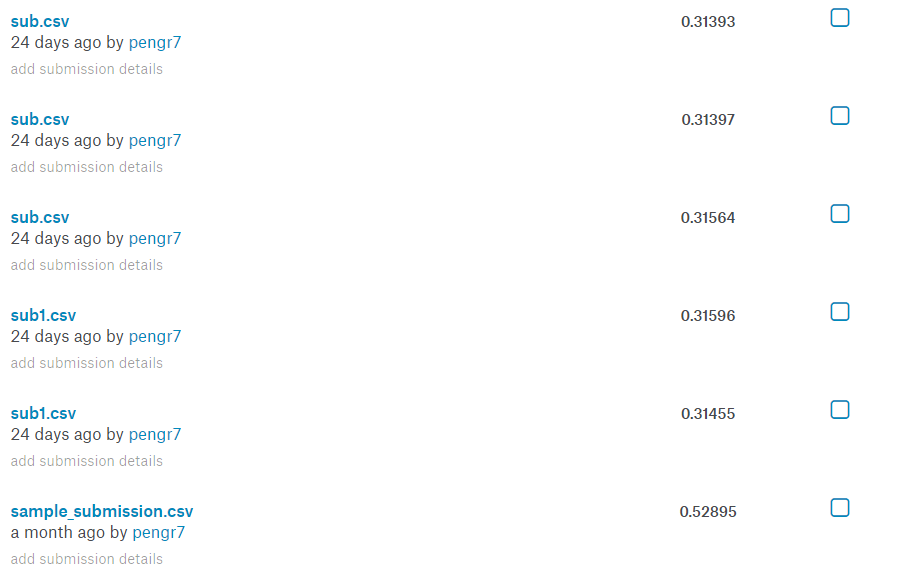 sub.csv
0.31393
24 days ago by pengr7
add submission details
sub.csv
0.31397
24 days ago by pengr7
add submission details
sub.csv
0.31564
24 days ago by pengr7
add submission details
sub1.csv
0.31596
24 days ago by pengr7
add submission details
sub1.csv
0.31455
24 days ago by pengr7
add submission details
sample_submission.csv
0.52895
a month ago by pengr7
add submission details